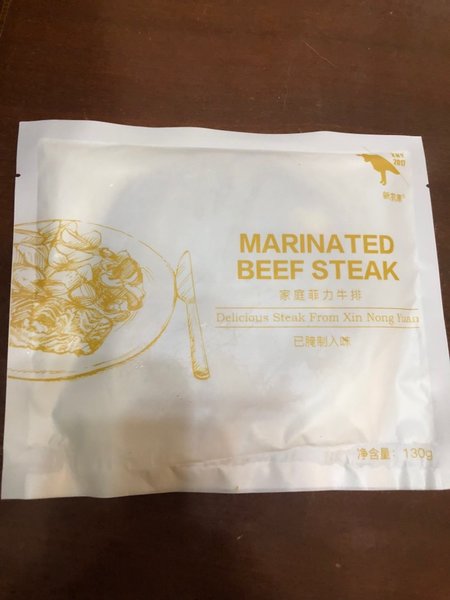 2017
MARINATED
BEEF STEAK
家庭菲力牛排
Delicious Steak From Xin Nong Yuan
已腌制入味
净含量：130g